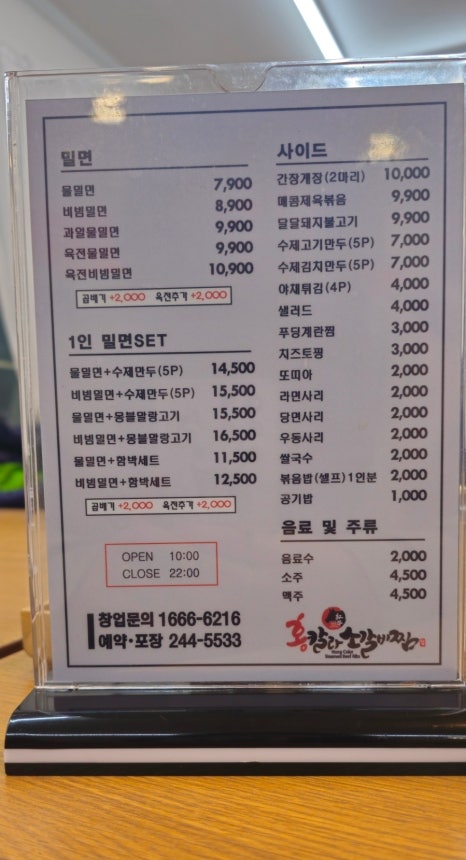 밀면
물밀면 7,900
비빔밀면 8,900
과일물밀면 9,900
육전물밀면 9,900
육전비빔밀면 10,900
곱배기 +2,000 육전추가 +2,000
1인 밀면SET
물밀면+수제만두(5P) 14,500
비빔밀면+수제만두(5P) 15,500
물밀면+몽블말랑고기 15,500
비빔밀면+몽블말랑고기 16,500
물밀면+함박세트 11,500
비빔밀면+함박세트 12,500
곱배기 +2,000 육전추가 +2,000
OPEN 10:00
CLOSE 22:00
창업문의 1666-6216
예약·포장 244-5533
사이드
간장게장(2마리) 10,000
매콤제육볶음 9,900
달달돼지불고기 9,900
수제고기만두(5P) 7,000
수제김치만두(5P) 7,000
야채튀김(4P) 4,000
샐러드 4,000
푸딩계란찜 3,000
치즈토핑 3,000
또띠아 2,000
라면사리 2,000
당면사리 2,000
우동사리 2,000
쌀국수 2,000
볶음밥(셀프)1인분 2,000
공기밥 1,000
음료 및 주류
음료수 2,000
소주 4,500
맥주 4,500
홍칼라소갈비찜
Hong Color
Steamed Beef Ribs